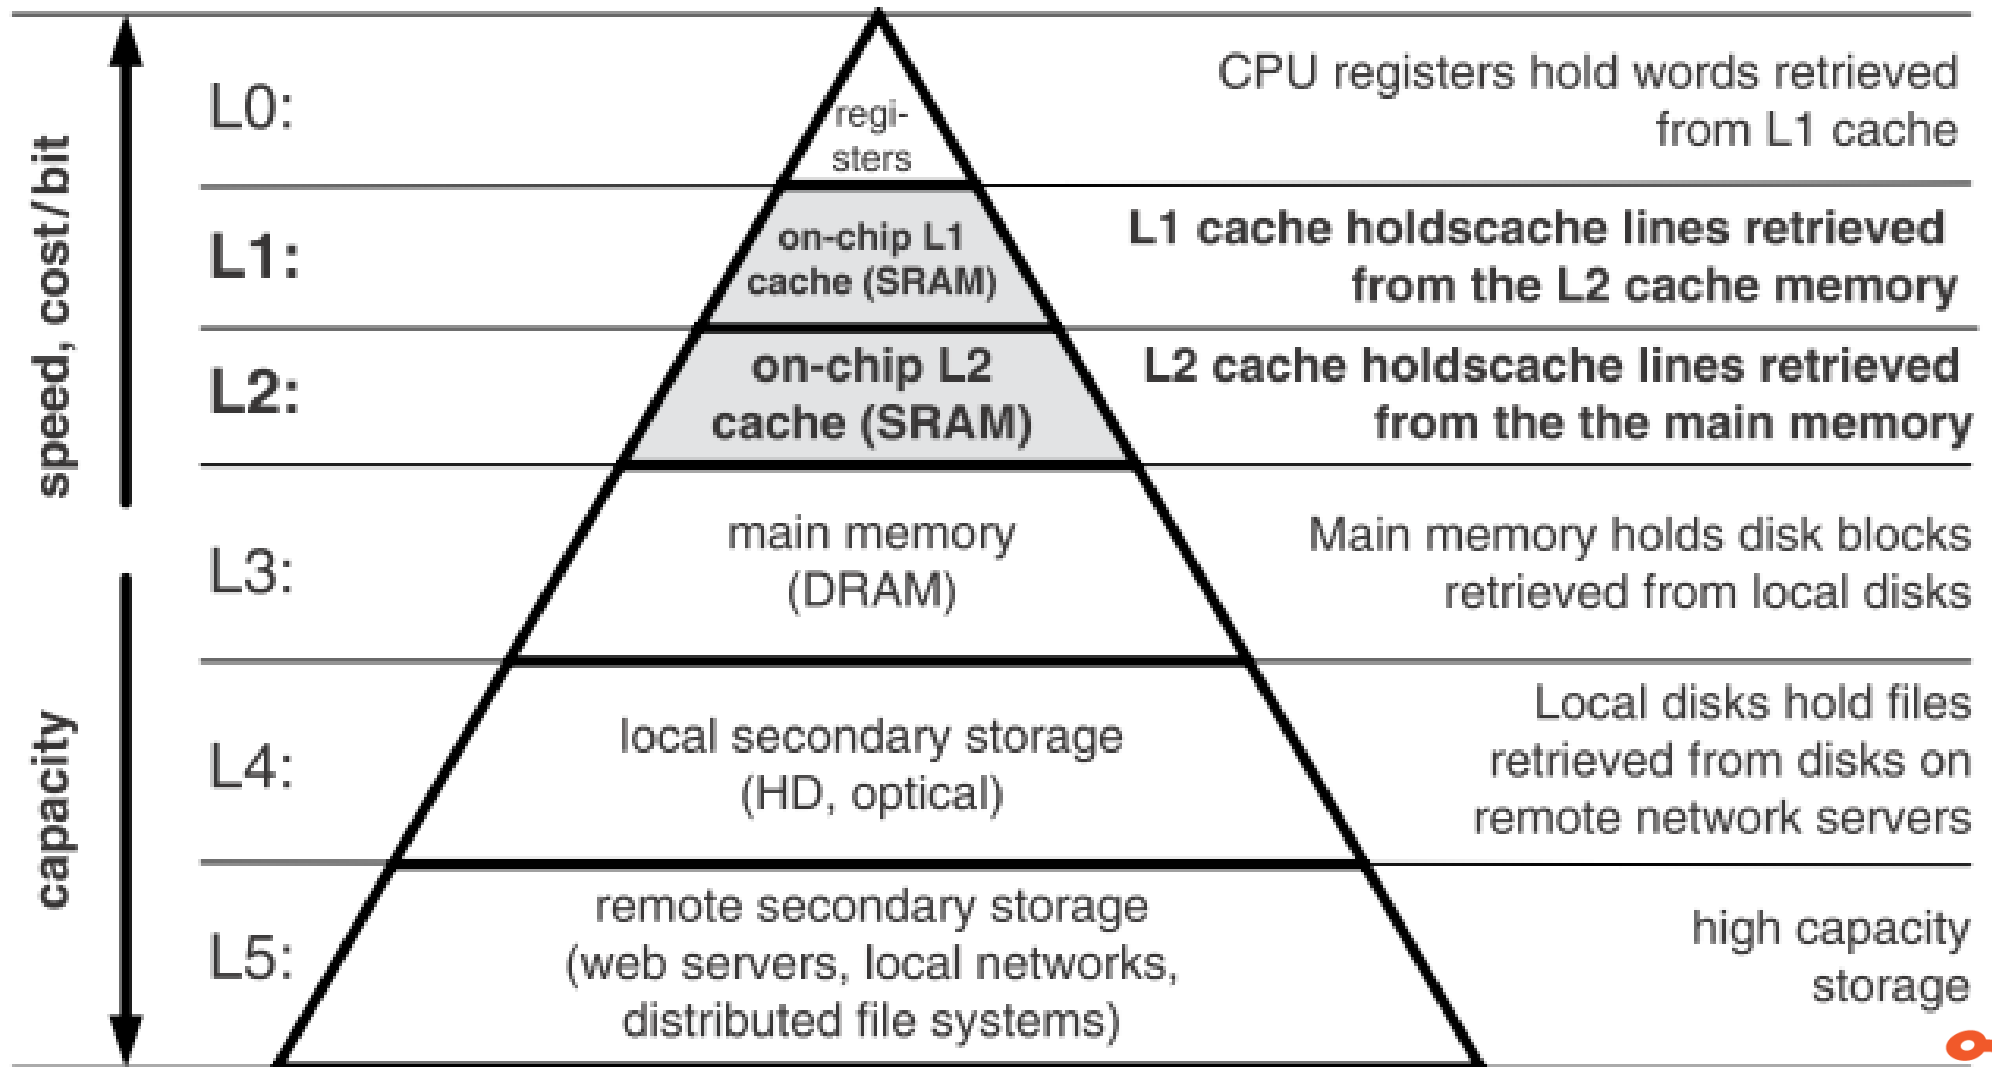 speed, cost/bit
capacity
L0:
regi-
sters
CPU registers hold words retrieved
from L1 cache
L1:
on-chip L1
cache (SRAM)
L1 cache holdscache lines retrieved
from the L2 cache memory
L2:
on-chip L2
cache (SRAM)
L2 cache holdscache lines retrieved
from the the main memory
L3:
main memory
(DRAM)
Main memory holds disk blocks
retrieved from local disks
L4:
local secondary storage
(HD, optical)
Local disks hold files
retrieved from disks on
remote network servers
L5:
remote secondary storage
(web servers, local networks,
distributed file systems)
high capacity
storage